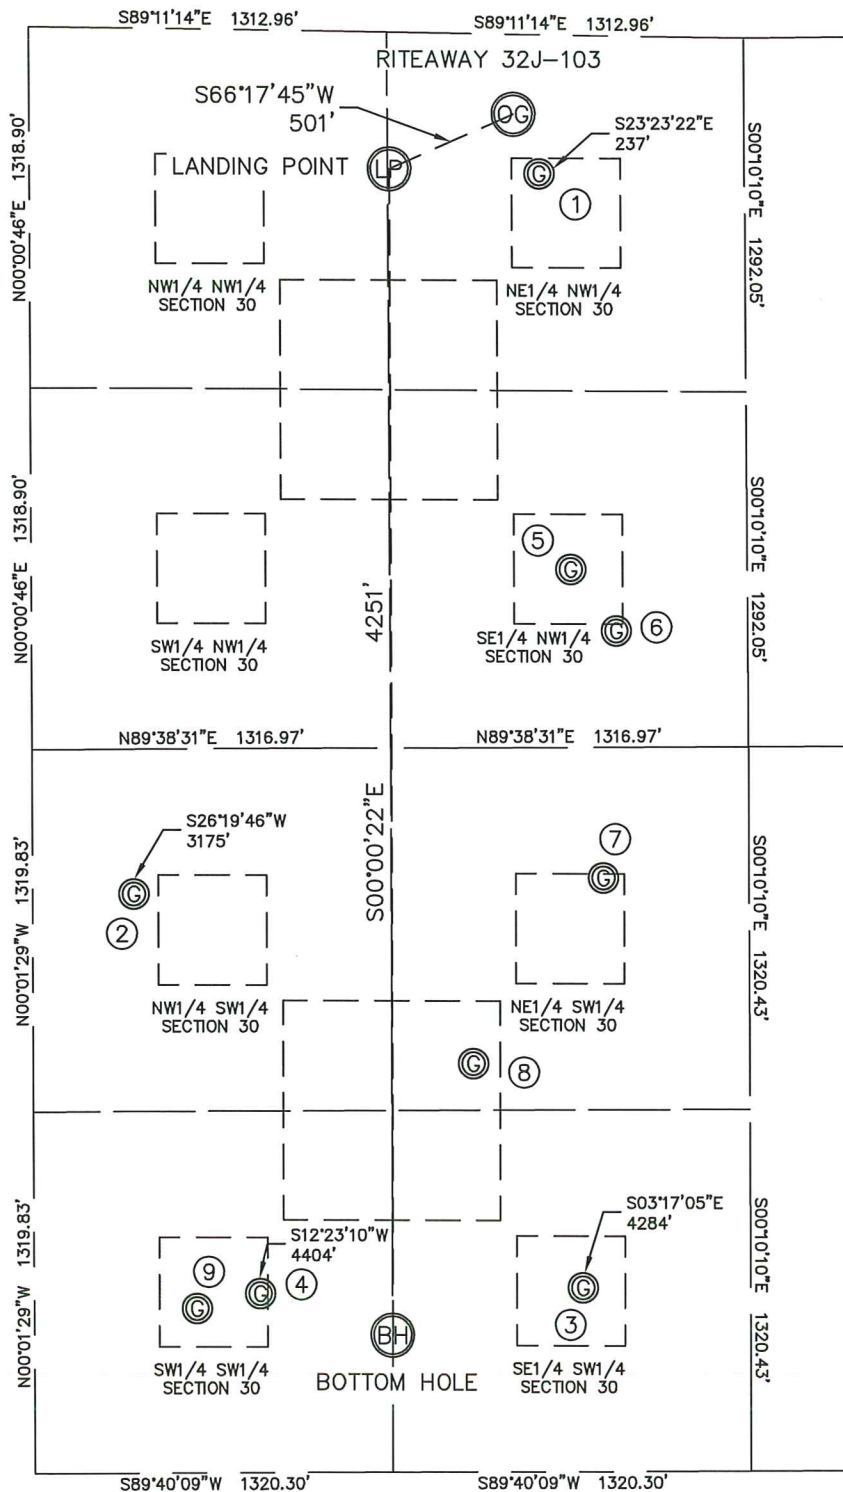 S89°11'14"E 1312.96'
S89°11'14"E 1312.96'
RITEAWAY 32J-103
S66°17'45"W
501'
OG
S23°23'22"E
237'
LANDING POINT
LP
G
1
N00°00'46"E 1318.90'
S00°10'10"E 1292.05'
NW1/4 NW1/4
SECTION 30
NE1/4 NW1/4
SECTION 30
N00°00'46"E 1318.90'
S00°10'10"E 1292.05'
5
G
G
6
4251'
SW1/4 NW1/4
SECTION 30
SE1/4 NW1/4
SECTION 30
N89°38'31"E 1316.97'
N89°38'31"E 1316.97'
S00°00'22"E
S26°19'46"W
3175'
G
2
7
G
N00°01'29"W 1319.83'
S00°10'10"E 1320.43'
NW1/4 SW1/4
SECTION 30
NE1/4 SW1/4
SECTION 30
G
8
N00°01'29"W 1319.83'
S00°10'10"E 1320.43'
S12°23'10"W
4404'
S03°17'05"E
4284'
9
G
G
4
G
3
BH
SW1/4 SW1/4
SECTION 30
BOTTOM HOLE
SE1/4 SW1/4
SECTION 30
S89°40'09"W 1320.30'
S89°40'09"W 1320.30'